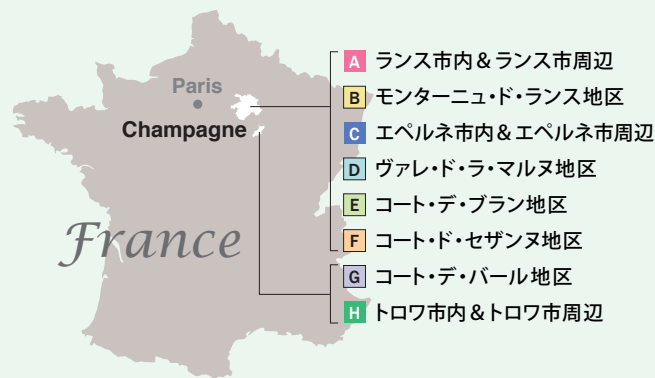 Paris
Champagne
France
A ランス市内＆ランス市周辺
B モンターニュ・ド・ランス地区
C エペルネ市内＆エペルネ市周辺
D ヴァレ・ド・ラ・マルヌ地区
E コート・デ・ブラン地区
F コート・ド・セザンヌ地区
G コート・デ・バール地区
H トロワ市内＆トロワ市周辺